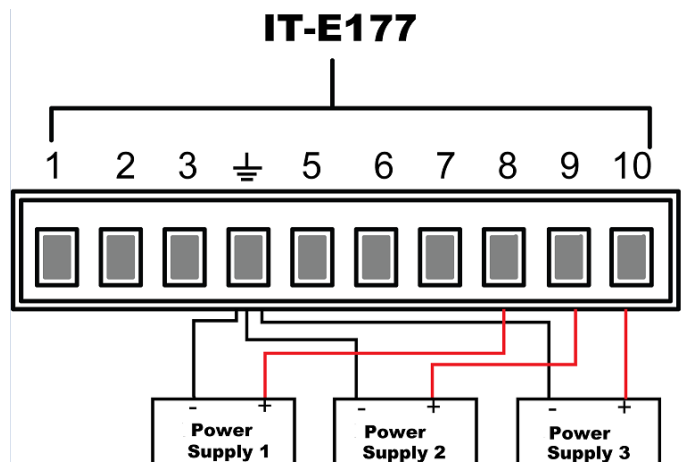 IT-E177
1 2 3 5 6 7 8 9 10
- + - + - +
Power Power Power
Supply 1 Supply 2 Supply 3